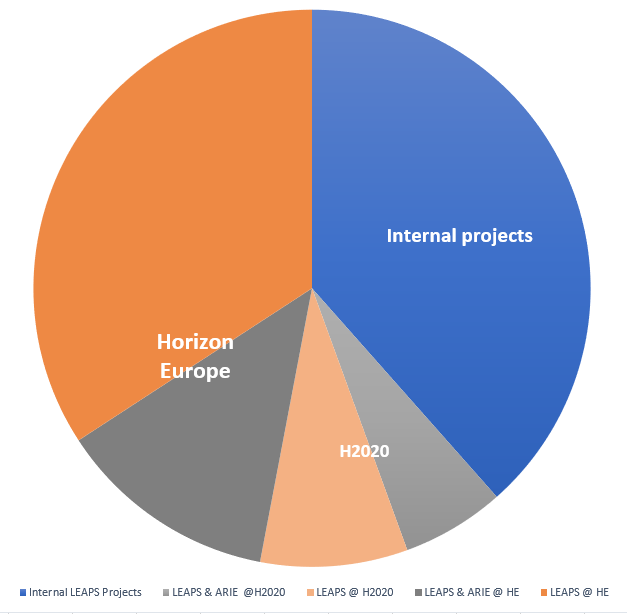 Internal projects
Horizon
Europe
H2020
Internal LEAPS Projects
LEAPS & ARIE @H2020
LEAPS @ H2020
LEAPS & ARIE @ HE
LEAPS @ HE